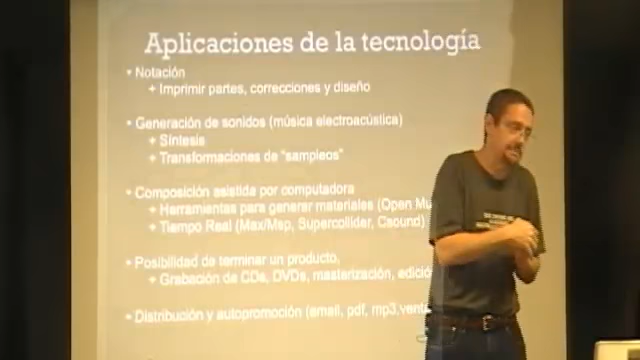 Aplicaciones de la tecnología
• Notación
+ Imprimir partes, correcciones y diseño
• Generación de sonidos (música electroacústica)
+ Síntesis
+ Transformaciones de "sampleos"
• Composición asistida por computadora
+ Herramientas para generar materiales (Open
+ Tiempo Real (Max/Msp, Supercollider, Csound)
• Posibilidad de terminar un producto,
+ Grabación de CDs, DVDs, masterización,
• Distribución y autopromoción (email, pdf, mp3,